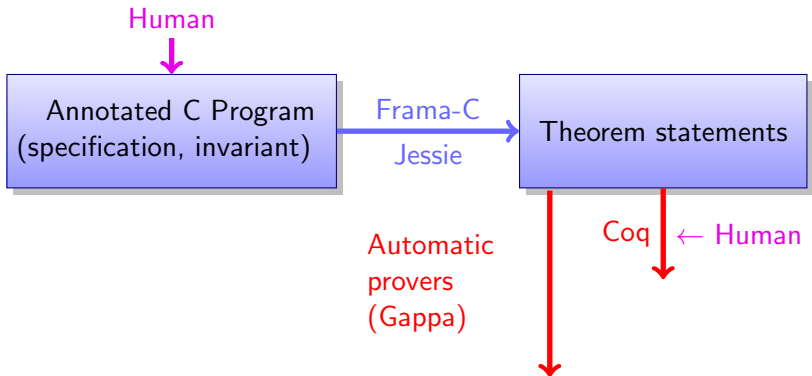 Human
Annotated C Program
(specification, invariant)
Frama-C
Jessie
Theorem statements
Automatic
provers
(Gappa)
Coq ← Human